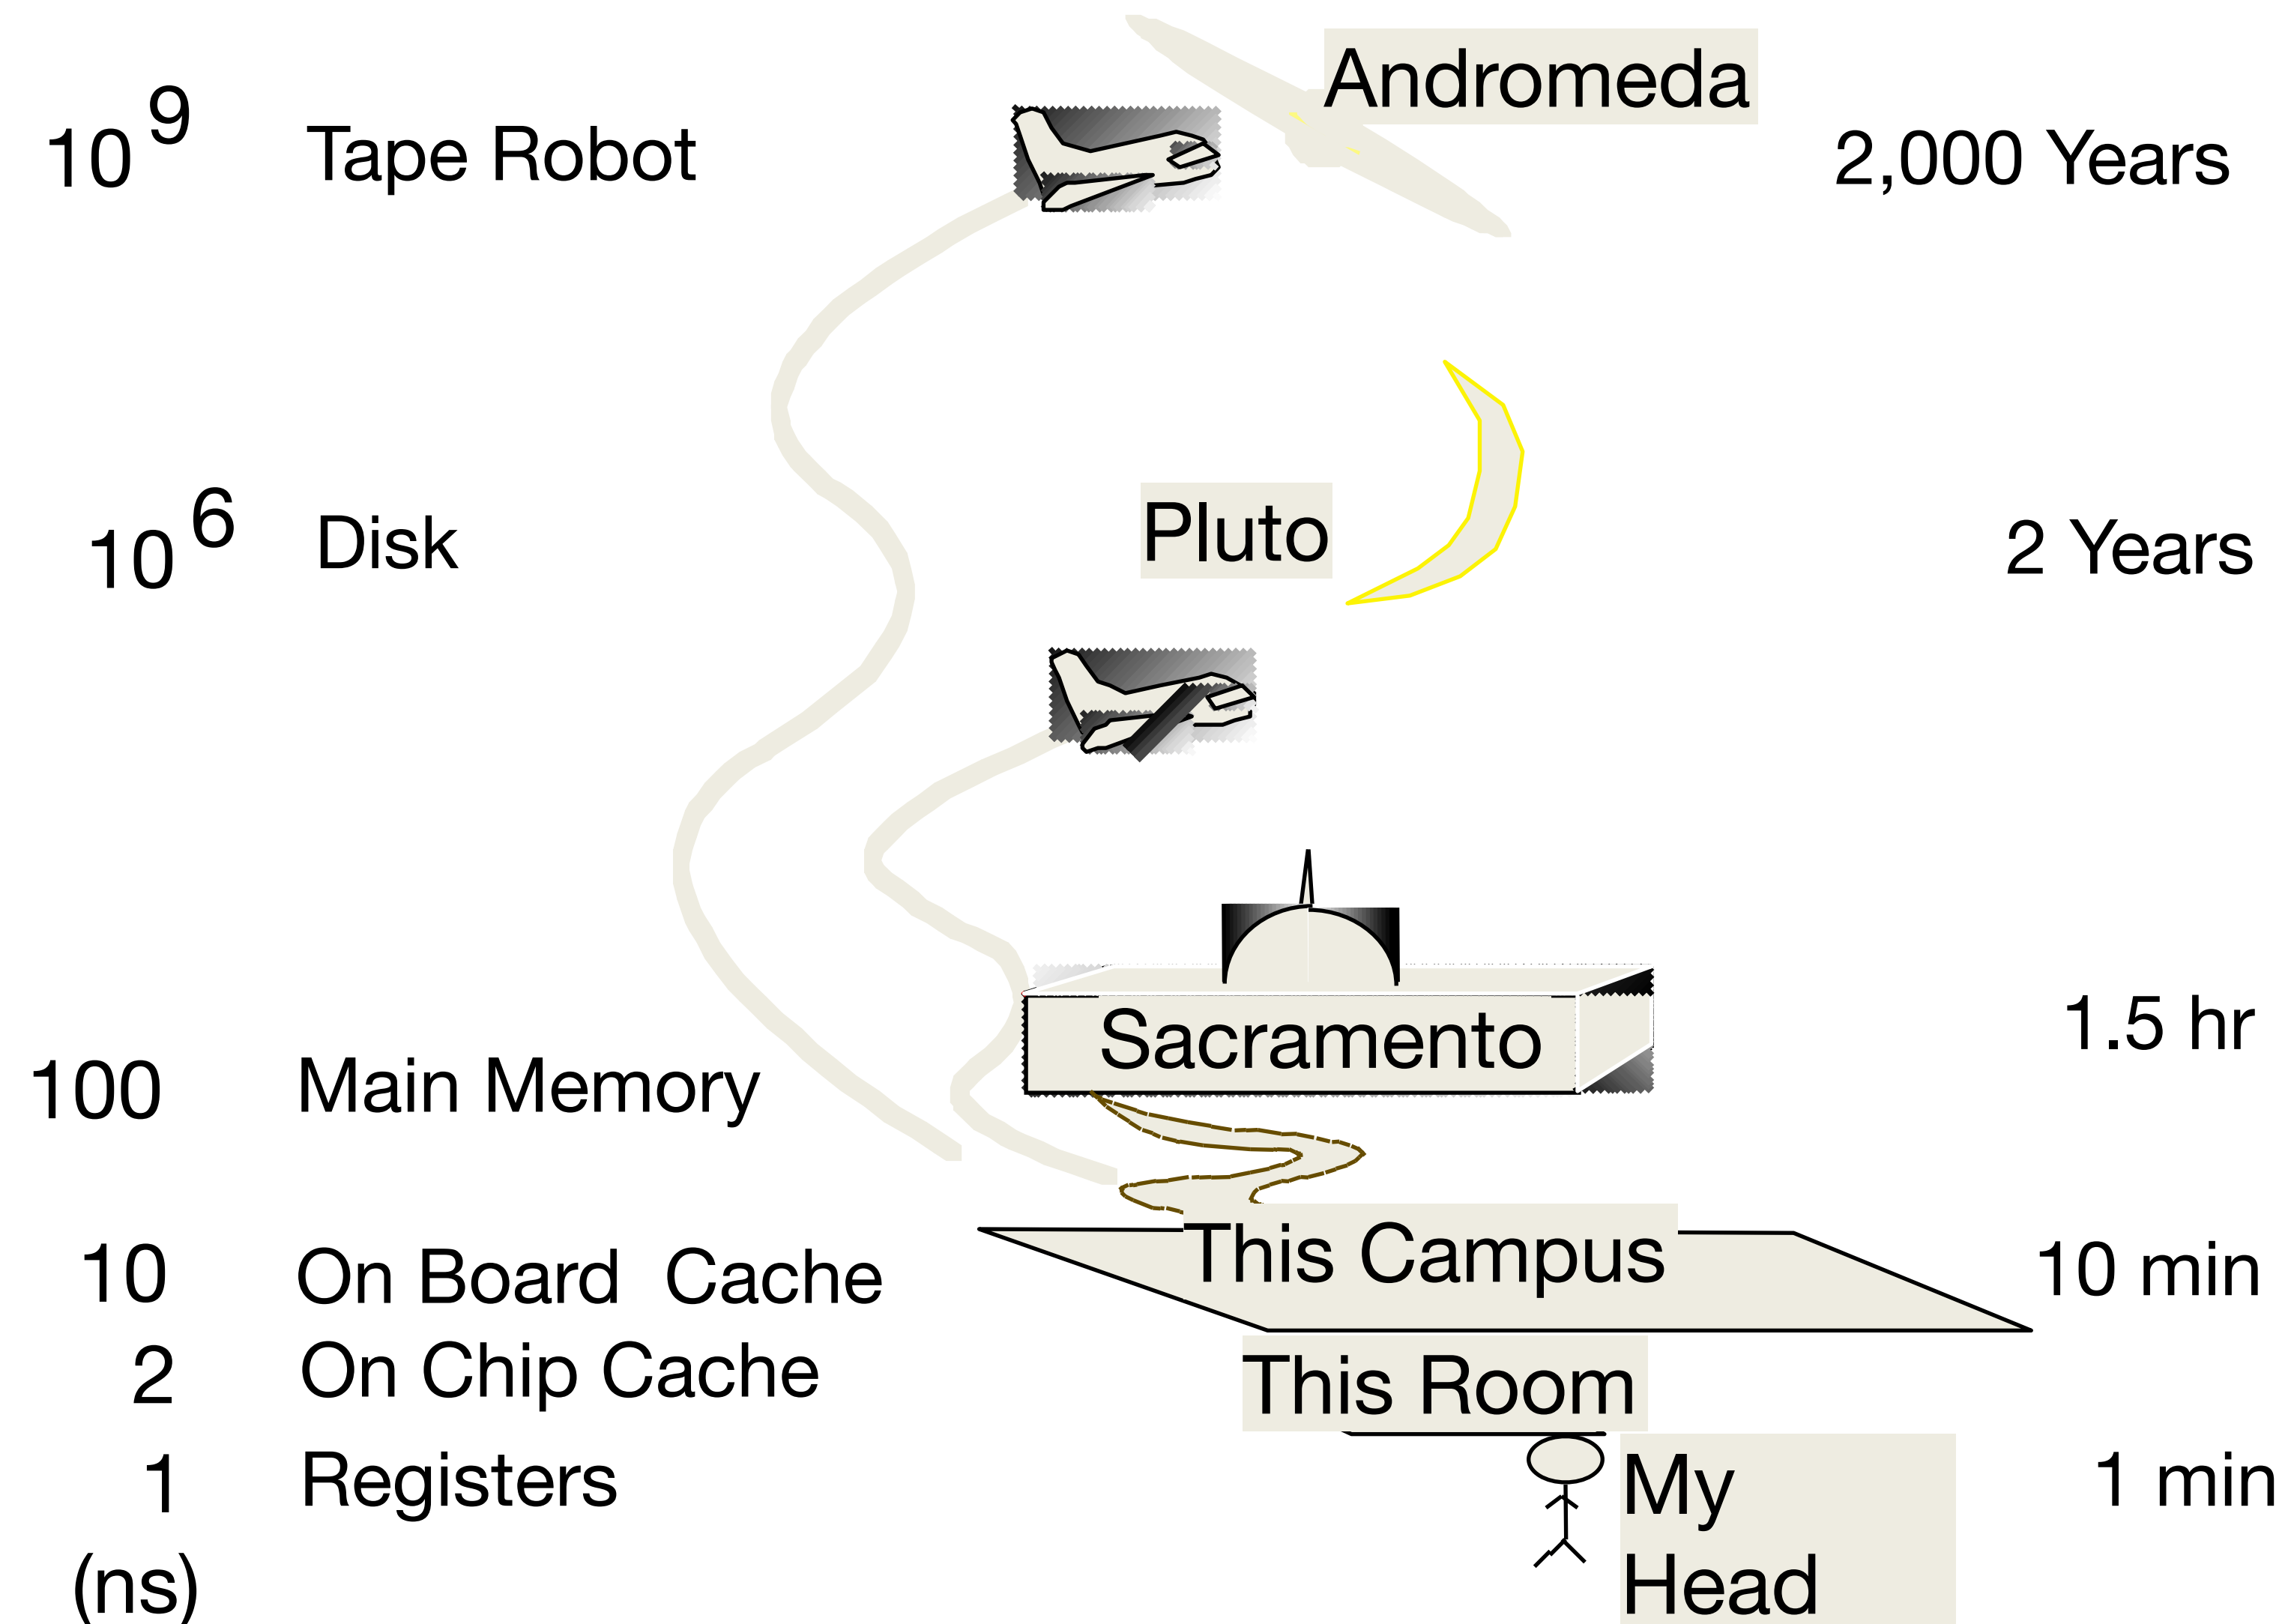 Andromeda
10^9 Tape Robot 2,000 Years
10^6 Disk Pluto 2 Years
Sacramento 1.5 hr
100 Main Memory
10 On Board Cache This Campus 10 min
2 On Chip Cache This Room
1 Registers My 1 min
(ns) Head